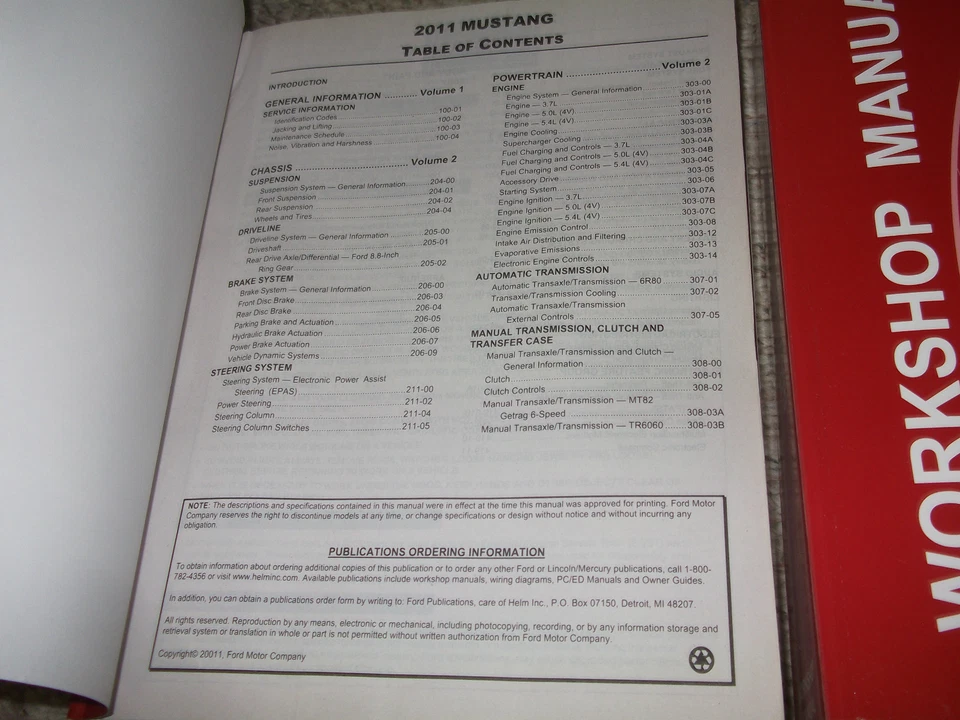 2011 MUSTANG
TABLE OF CONTENTS
INTRODUCTION
GENERAL INFORMATION ............ Volume 1
SERVICE INFORMATION
Identification Codes 100-01
Jacking and Lifting 100-02
Maintenance Schedule 100-03
Noise, Vibration and Harshness 100-04
CHASSIS .................................. Volume 2
SUSPENSION
Suspension System — General Information 204-00
Front Suspension 204-01
Rear Suspension 204-02
Wheels and Tires 204-04
DRIVELINE
Driveline System — General Information 205-00
Driveshaft 205-01
Rear Drive Axle/Differential — Ford 8.8-Inch
Ring Gear 205-02
BRAKE SYSTEM
Brake System — General Information 206-00
Front Disc Brake 206-03
Rear Disc Brake 206-04
Parking Brake and Actuation 206-05
Hydraulic Brake Actuation 206-06
Power Brake Actuation 206-07
Vehicle Dynamic Systems 206-09
STEERING SYSTEM
Steering System — Electronic Power Assist
Steering (EPAS) 211-00
Power Steering 211-02
Steering Column 211-04
Steering Column Switches 211-05
POWERTRAIN ............................ Volume 2
ENGINE
Engine System — General Information 303-00
Engine — 3.7L 303-01A
Engine — 5.0L (4V) 303-01B
Engine — 5.4L (4V) 303-01C
Engine Cooling 303-03A
Supercharger Cooling 303-03B
Fuel Charging and Controls — 3.7L 303-04A
Fuel Charging and Controls — 5.0L (4V) 303-04B
Fuel Charging and Controls — 5.4L (4V) 303-04C
Accessory Drive 303-05
Starting System 303-06
Engine Ignition — 3.7L 303-07A
Engine Ignition — 5.0L (4V) 303-07B
Engine Ignition — 5.4L (4V) 303-07C
Engine Emission Control 303-08
Intake Air Distribution and Filtering 303-12
Evaporative Emissions 303-13
Electronic Engine Controls 303-14
AUTOMATIC TRANSMISSION
Automatic Transaxle/Transmission — 6R80 307-01
Transaxle/Transmission Cooling 307-02
Automatic Transaxle/Transmission
External Controls 307-05
MANUAL TRANSMISSION, CLUTCH AND
TRANSFER CASE
Manual Transaxle/Transmission and Clutch —
General Information 308-00
Clutch 308-01
Clutch Controls 308-02
Manual Transaxle/Transmission — MT82
Getrag 6-Speed 308-03A
Manual Transaxle/Transmission — TR6060 308-03B
NOTE: The descriptions and specifications contained in this manual were in effect at the time this manual was approved for printing. Ford Motor
Company reserves the right to discontinue models at any time, or change specifications or design without notice and without incurring any
obligation.
PUBLICATIONS ORDERING INFORMATION
To obtain information about ordering additional copies of this publication or to order any other Ford or Lincoln/Mercury publications, call 1-800-
782-4356 or visit www.helminc.com. Available publications include workshop manuals, wiring diagrams, PC/ED Manuals and Owner Guides.
In addition, you can obtain a publications order form by writing to: Ford Publications, care of Helm Inc., P.O. Box 07150, Detroit, MI 48207.
All rights reserved. Reproduction by any means, electronic or mechanical, including photocopying, recording, or by any information storage and
retrieval system or translation in whole or part is not permitted without written authorization from Ford Motor Company.
Copyright© 20011, Ford Motor Company
WORKSHOP MANUA